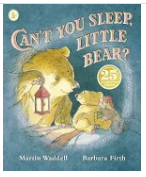 CAN'T YOU SLEEP,
LITTLE
BEAR?
25
Martin Waddell
Barbara Firth